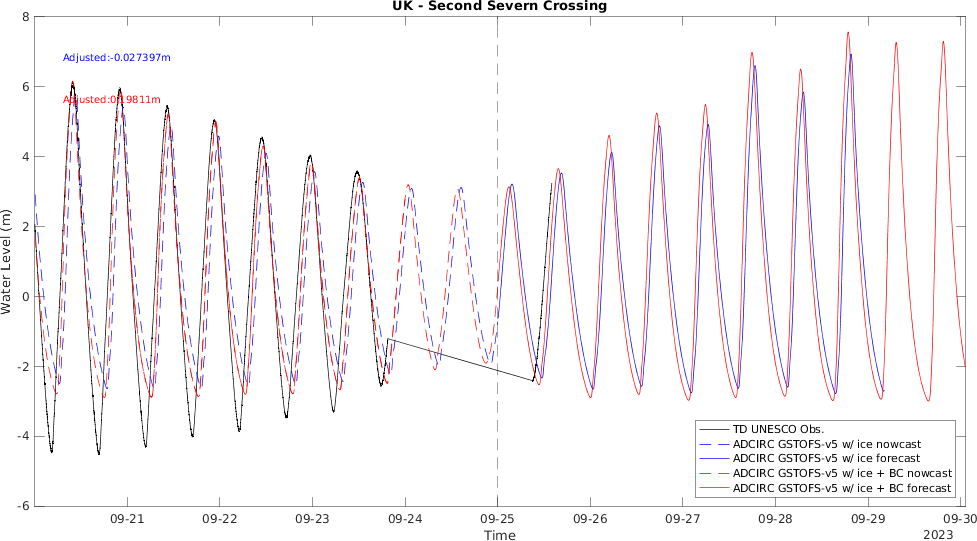 UK - Second Severn Crossing
8
Adjusted:-0.027397m
6
Adjusted:0.19811m
4
2
Water Level (m)
0
-2
-4
TD UNESCO Obs.
ADCIRC GSTOFS-v5 w/ ice nowcast
ADCIRC GSTOFS-v5 w/ ice forecast
ADCIRC GSTOFS-v5 w/ ice + BC nowcast
ADCIRC GSTOFS-v5 w/ ice + BC forecast
-6
09-21 09-22 09-23 09-24 09-25 09-26 09-27 09-28 09-29 09-30
Time
2023